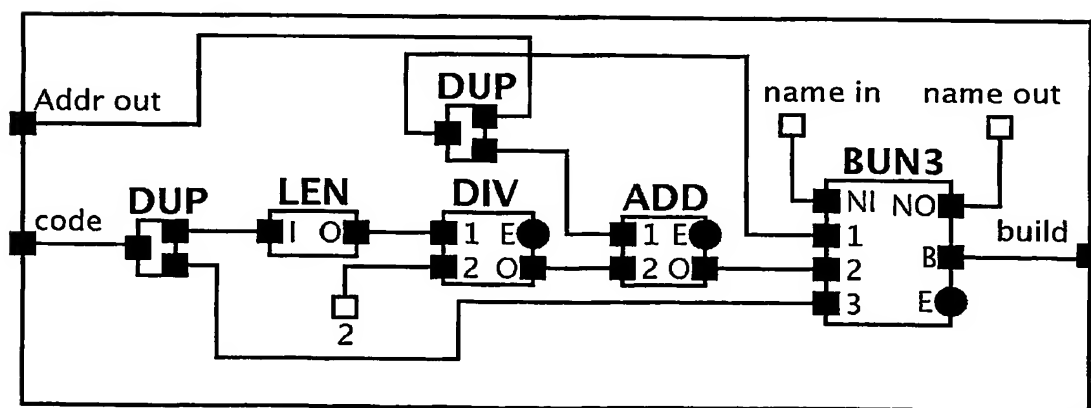 DUP
name in name out
Addr out
BUN3
DUP LEN DIV ADD
NI NO
code
I O 1 E 1 E 1 build
2 O 2 O 2 B
3 E
2